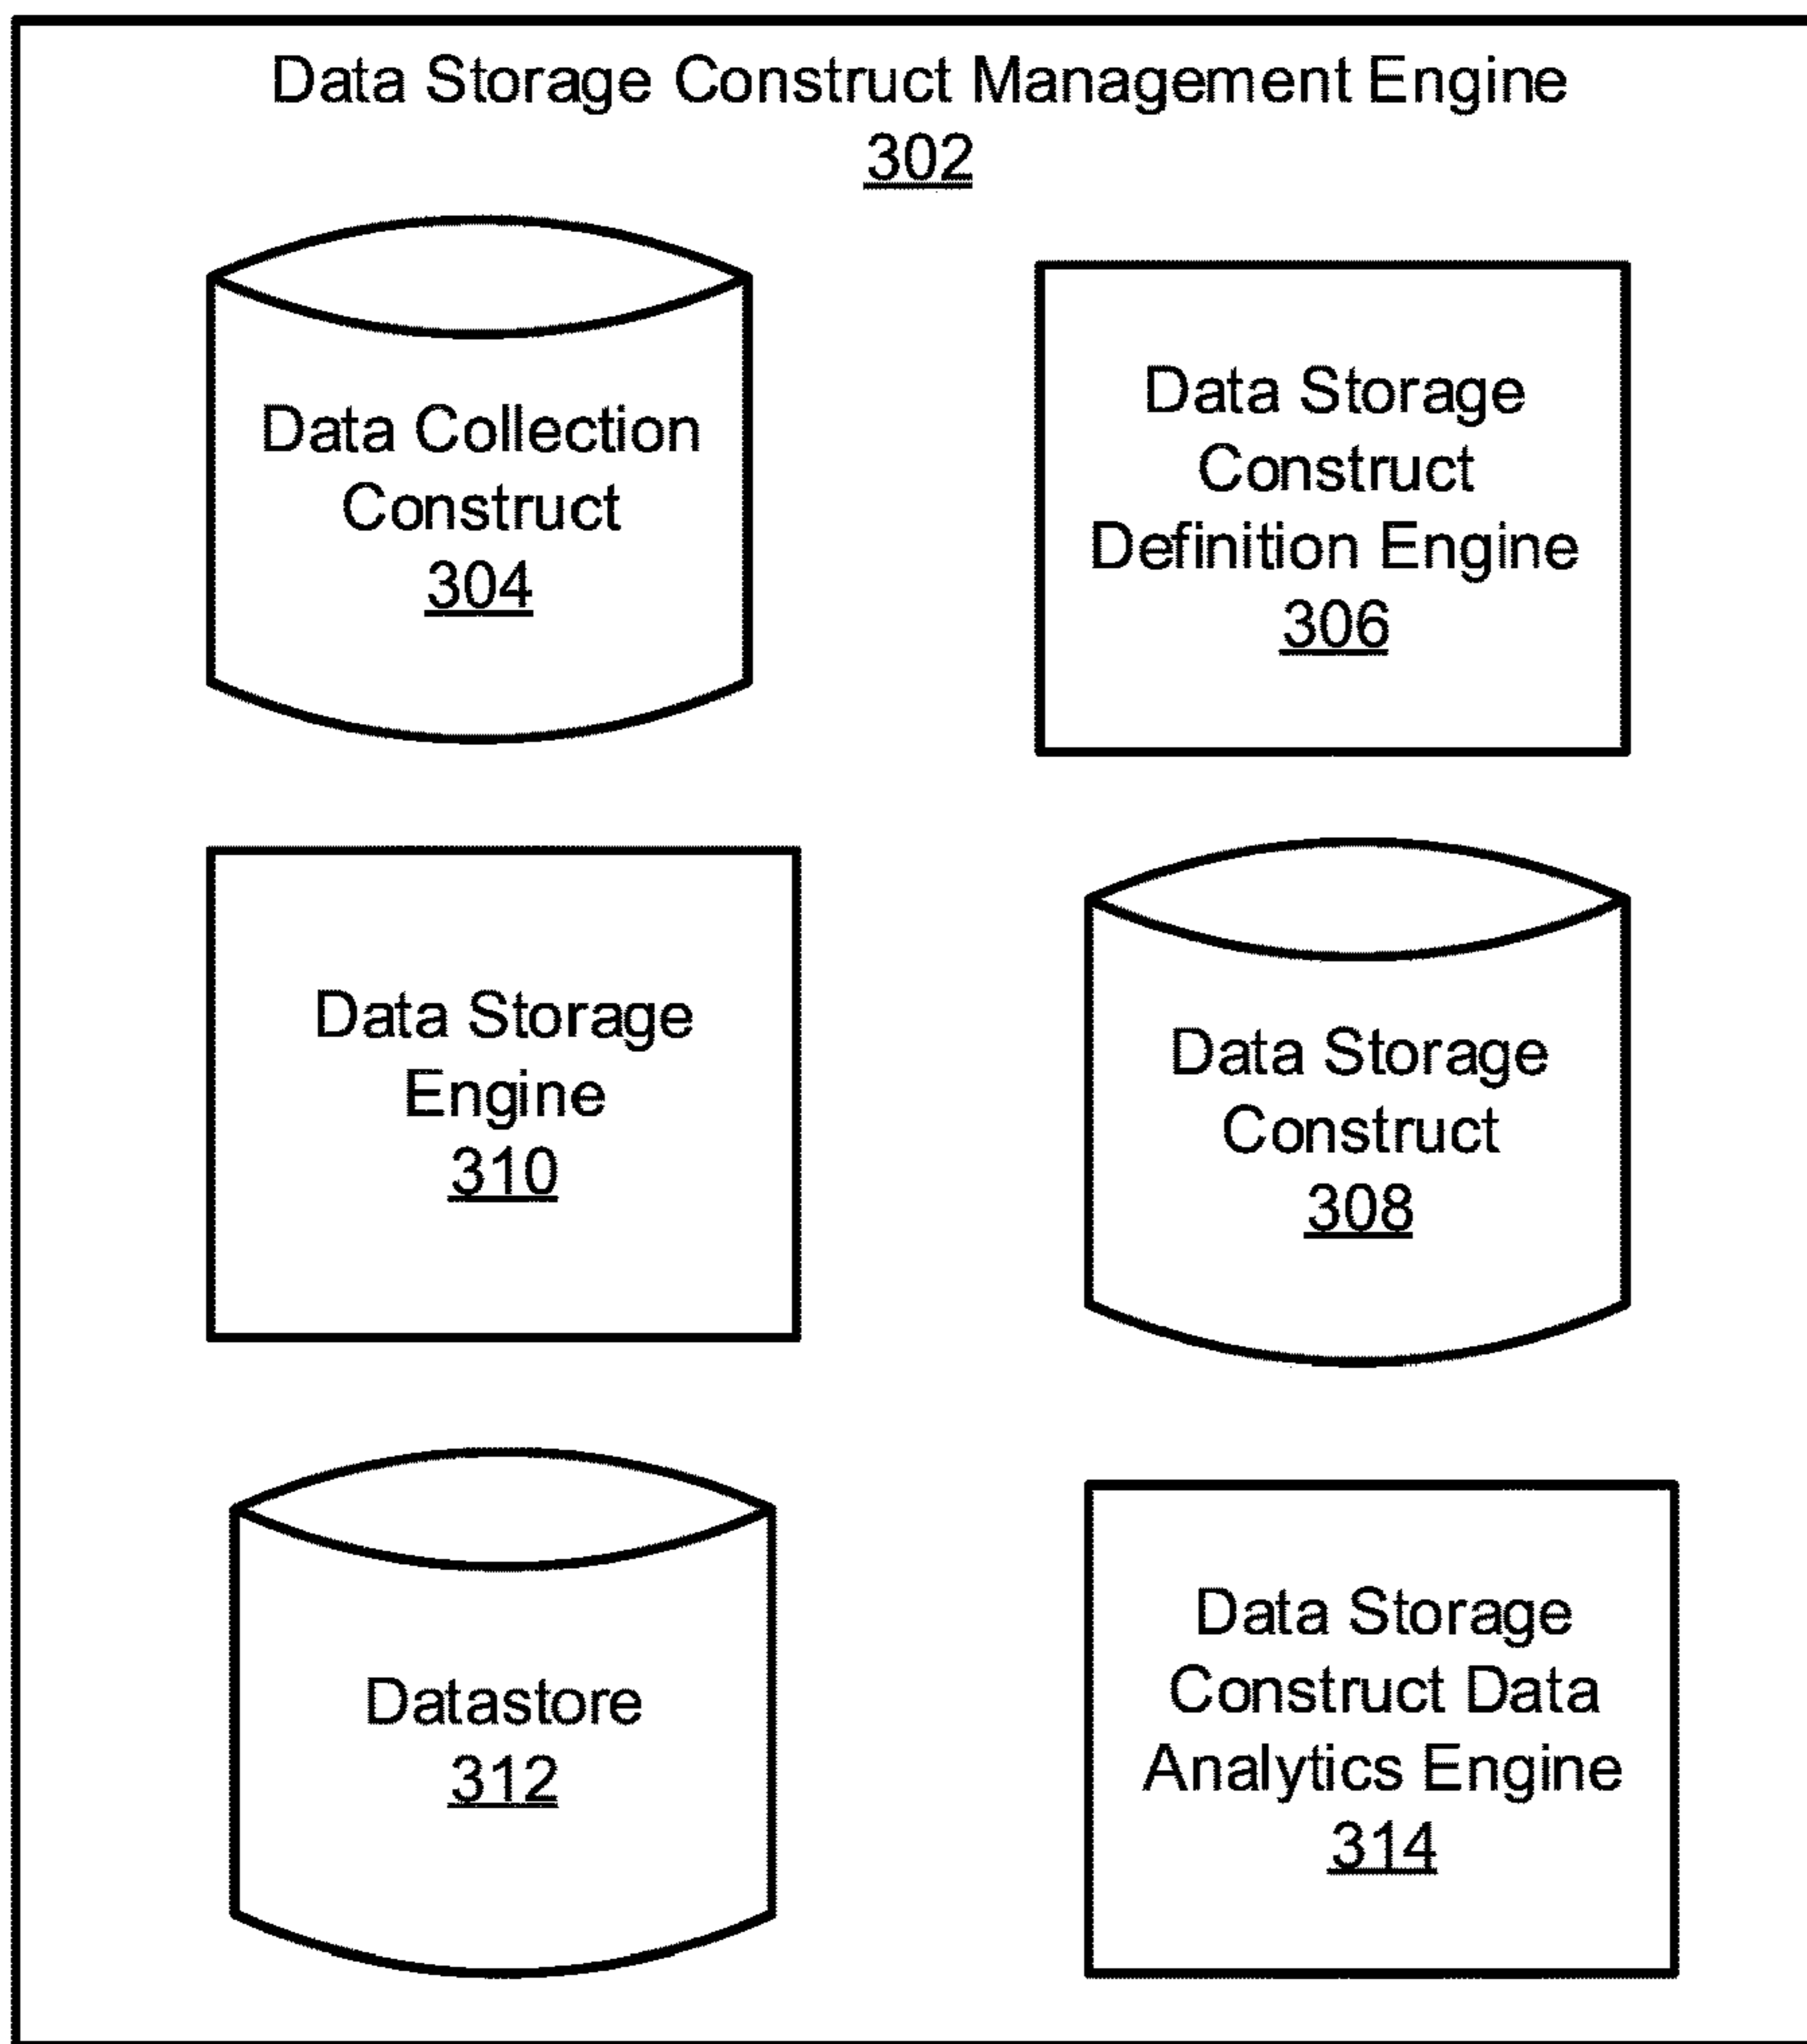 Data Storage Construct Management Engine
302
Data Collection
Construct
304
Data Storage
Construct
Definition Engine
306
Data Storage
Engine
310
Data Storage
Construct
308
Datastore
312
Data Storage
Construct Data
Analytics Engine
314